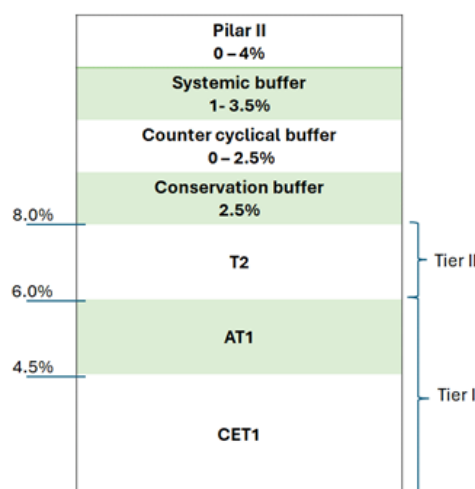 Pilar II
0 – 4%
Systemic buffer
1- 3.5%
Counter cyclical buffer
0 – 2.5%
Conservation buffer
2.5%
8.0%
T2
Tier II
6.0%
AT1
4.5%
Tier I
CET1